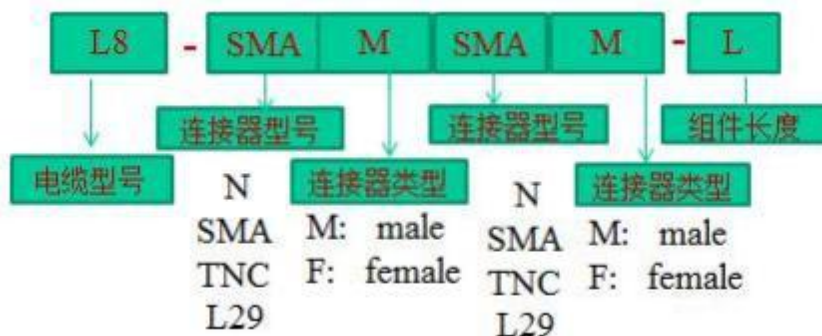 L8 - SMA M SMA M - L
连接器型号 连接器型号 组件长度
电缆型号 连接器类型 连接器类型
N N
SMA M: male SMA M: male
TNC F: female TNC F: female
L29 L29